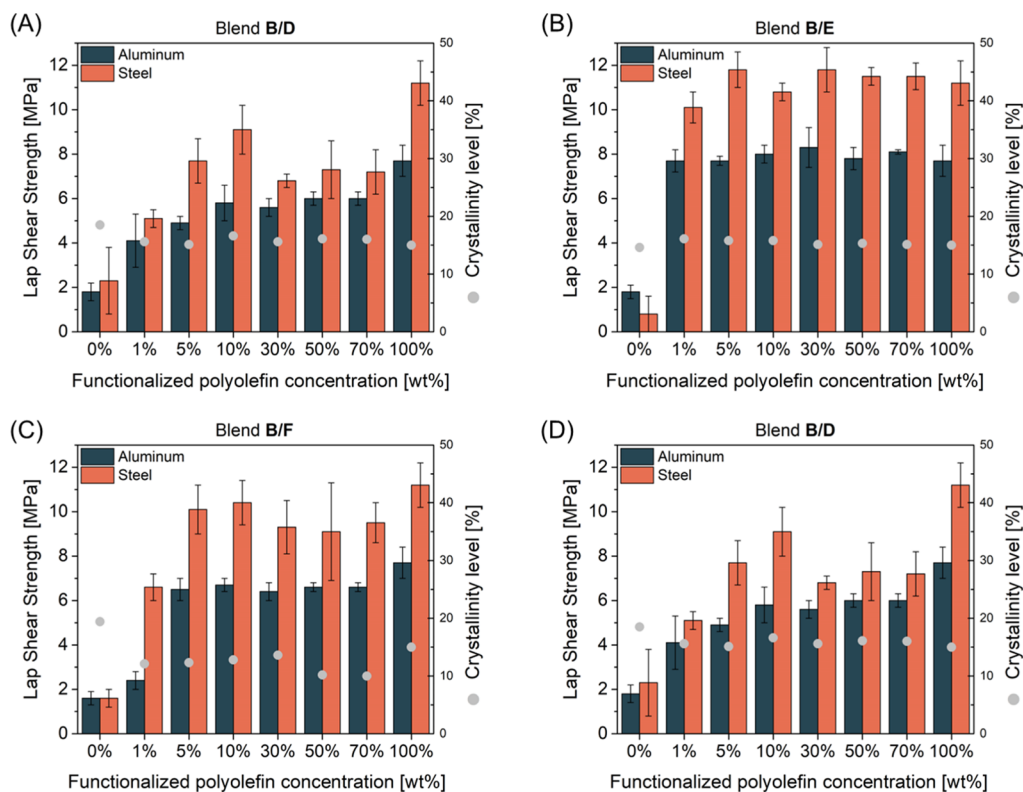 (A)
Blend B/D
Aluminum
Steel
Lap Shear Strength [MPa]
12
10
8
6
4
2
0
50
40
30
20
10
0
Crystallinity level [%]
0% 1% 5% 10% 30% 50% 70% 100%
Functionalized polyolefin concentration [wt%]
(B)
Blend B/E
Aluminum
Steel
Lap Shear Strength [MPa]
12
10
8
6
4
2
0
50
40
30
20
10
0
Crystallinity level [%]
0% 1% 5% 10% 30% 50% 70% 100%
Functionalized polyolefin concentration [wt%]
(C)
Blend B/F
Aluminum
Steel
Lap Shear Strength [MPa]
12
10
8
6
4
2
0
50
40
30
20
10
0
Crystallinity level [%]
0% 1% 5% 10% 30% 50% 70% 100%
Functionalized polyolefin concentration [wt%]
(D)
Blend B/D
Aluminum
Steel
Lap Shear Strength [MPa]
12
10
8
6
4
2
0
50
40
30
20
10
0
Crystallinity level [%]
0% 1% 5% 10% 30% 50% 70% 100%
Functionalized polyolefin concentration [wt%]